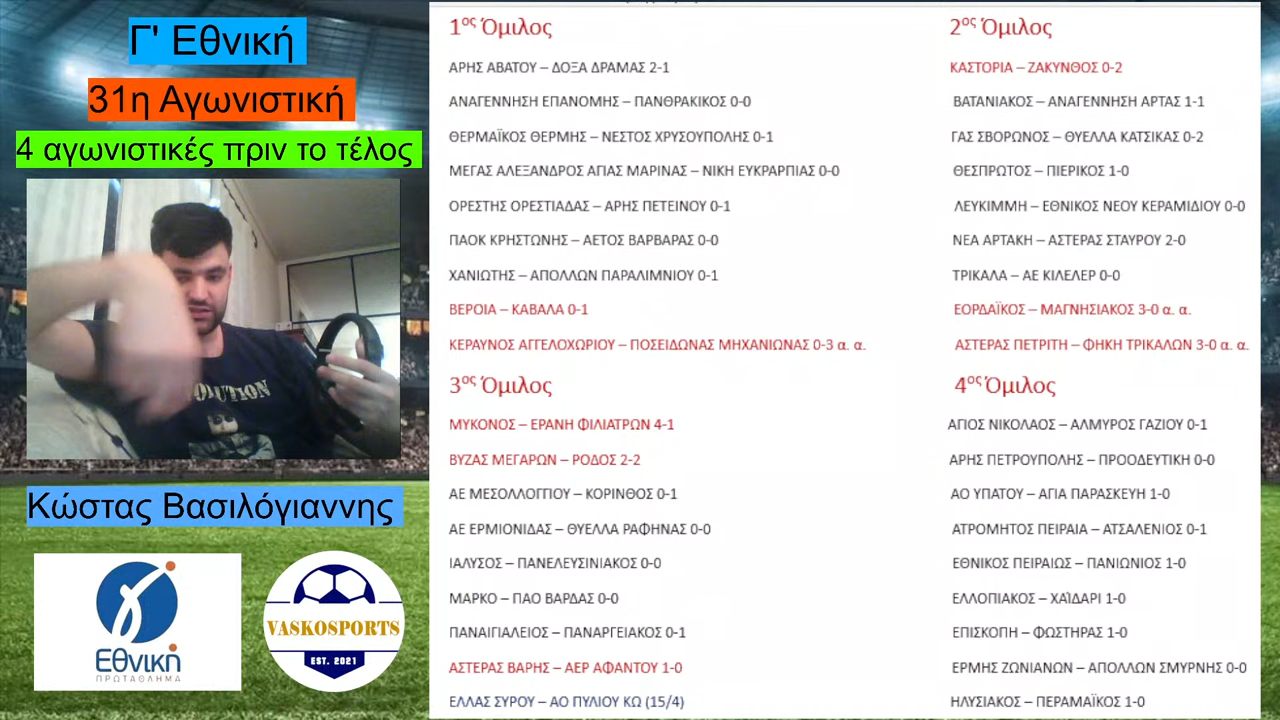 Γ' Εθνική
31η Αγωνιστική
4 αγωνιστικές πριν το τέλος
Κώστας Βασιλόγιαννης
Εθνική
ΠΡΩΤΑΘΛΗΜΑ
VASKOSPORTS
EST. 2021
1ος Όμιλος
ΑΡΗΣ ΑΒΑΤΟΥ – ΔΟΞΑ ΔΡΑΜΑΣ 2-1
ΑΝΑΓΕΝΝΗΣΗ ΕΠΑΝΟΜΗΣ – ΠΑΝΘΡΑΚΙΚΟΣ 0-0
ΘΕΡΜΑΪΚΟΣ ΘΕΡΜΗΣ – ΝΕΣΤΟΣ ΧΡΥΣΟΥΠΟΛΗΣ 0-1
ΜΕΓΑΣ ΑΛΕΞΑΝΔΡΟΣ ΑΓΙΑΣ ΜΑΡΙΝΑΣ – ΝΙΚΗ ΕΥΚΡΑΡΠΙΑΣ 0-0
ΟΡΕΣΤΗΣ ΟΡΕΣΤΙΑΔΑΣ – ΑΡΗΣ ΠΕΤΕΙΝΟΥ 0-1
ΠΑΟΚ ΚΡΗΣΤΩΝΗΣ – ΑΕΤΟΣ ΒΑΡΒΑΡΑΣ 0-0
ΧΑΝΙΩΤΗΣ – ΑΠΟΛΛΩΝ ΠΑΡΑΛΙΜΝΙΟΥ 0-1
ΒΕΡΟΙΑ – ΚΑΒΑΛΑ 0-1
ΚΕΡΑΥΝΟΣ ΑΓΓΕΛΟΧΩΡΙΟΥ – ΠΟΣΕΙΔΩΝΑΣ ΜΗΧΑΝΙΩΝΑΣ 0-3 α. α.
2ος Όμιλος
ΚΑΣΤΟΡΙΑ – ΖΑΚΥΝΘΟΣ 0-2
ΒΑΤΑΝΙΑΚΟΣ – ΑΝΑΓΕΝΝΗΣΗ ΑΡΤΑΣ 1-1
ΓΑΣ ΣΒΟΡΩΝΟΣ – ΘΥΕΛΛΑ ΚΑΤΣΙΚΑΣ 0-2
ΘΕΣΠΡΩΤΟΣ – ΠΙΕΡΙΚΟΣ 1-0
ΛΕΥΚΙΜΜΗ – ΕΘΝΙΚΟΣ ΝΕΟΥ ΚΕΡΑΜΙΔΙΟΥ 0-0
ΝΕΑ ΑΡΤΑΚΗ – ΑΣΤΕΡΑΣ ΣΤΑΥΡΟΥ 2-0
ΤΡΙΚΑΛΑ – ΑΕ ΚΙΛΕΛΕΡ 0-0
ΕΟΡΔΑΪΚΟΣ – ΜΑΓΝΗΣΙΑΚΟΣ 3-0 α. α.
ΑΣΤΕΡΑΣ ΠΕΤΡΙΤΗ – ΦΗΚΗ ΤΡΙΚΑΛΩΝ 3-0 α. α.
3ος Όμιλος
ΜΥΚΟΝΟΣ – ΕΡΑΝΗ ΦΙΛΙΑΤΡΩΝ 4-1
ΒΥΖΑΣ ΜΕΓΑΡΩΝ – ΡΟΔΟΣ 2-2
ΑΕ ΜΕΣΟΛΛΟΓΓΙΟΥ – ΚΟΡΙΝΘΟΣ 0-1
ΑΕ ΕΡΜΙΟΝΙΔΑΣ – ΘΥΕΛΛΑ ΡΑΦΗΝΑΣ 0-0
ΙΑΛΥΣΟΣ – ΠΑΝΕΛΕΥΣΙΝΙΑΚΟΣ 0-0
ΜΑΡΚΟ – ΠΑΟ ΒΑΡΔΑΣ 0-0
ΠΑΝΑΙΓΙΑΛΕΙΟΣ – ΠΑΝΑΡΓΕΙΑΚΟΣ 0-1
ΑΣΤΕΡΑΣ ΒΑΡΗΣ – ΑΕΡ ΑΦΑΝΤΟΥ 1-0
ΕΛΛΑΣ ΣΥΡΟΥ – ΑΟ ΠΥΛΙΟΥ ΚΩ (15/4)
4ος Όμιλος
ΑΓΙΟΣ ΝΙΚΟΛΑΟΣ – ΑΛΜΥΡΟΣ ΓΑΖΙΟΥ 0-1
ΑΡΗΣ ΠΕΤΡΟΥΠΟΛΗΣ – ΠΡΟΟΔΕΥΤΙΚΗ 0-0
ΑΟ ΥΠΑΤΟΥ – ΑΓΙΑ ΠΑΡΑΣΚΕΥΗ 1-0
ΑΤΡΟΜΗΤΟΣ ΠΕΙΡΑΙΑ – ΑΤΣΑΛΕΝΙΟΣ 0-1
ΕΘΝΙΚΟΣ ΠΕΙΡΑΙΩΣ – ΠΑΝΙΩΝΙΟΣ 1-0
ΕΛΛΟΠΙΑΚΟΣ – ΧΑΪΔΑΡΙ 1-0
ΕΠΙΣΚΟΠΗ – ΦΩΣΤΗΡΑΣ 1-0
ΕΡΜΗΣ ΖΩΝΙΑΝΩΝ – ΑΠΟΛΛΩΝ ΣΜΥΡΝΗΣ 0-0
ΗΛΥΣΙΑΚΟΣ – ΠΕΡΑΜΑΪΚΟΣ 1-0